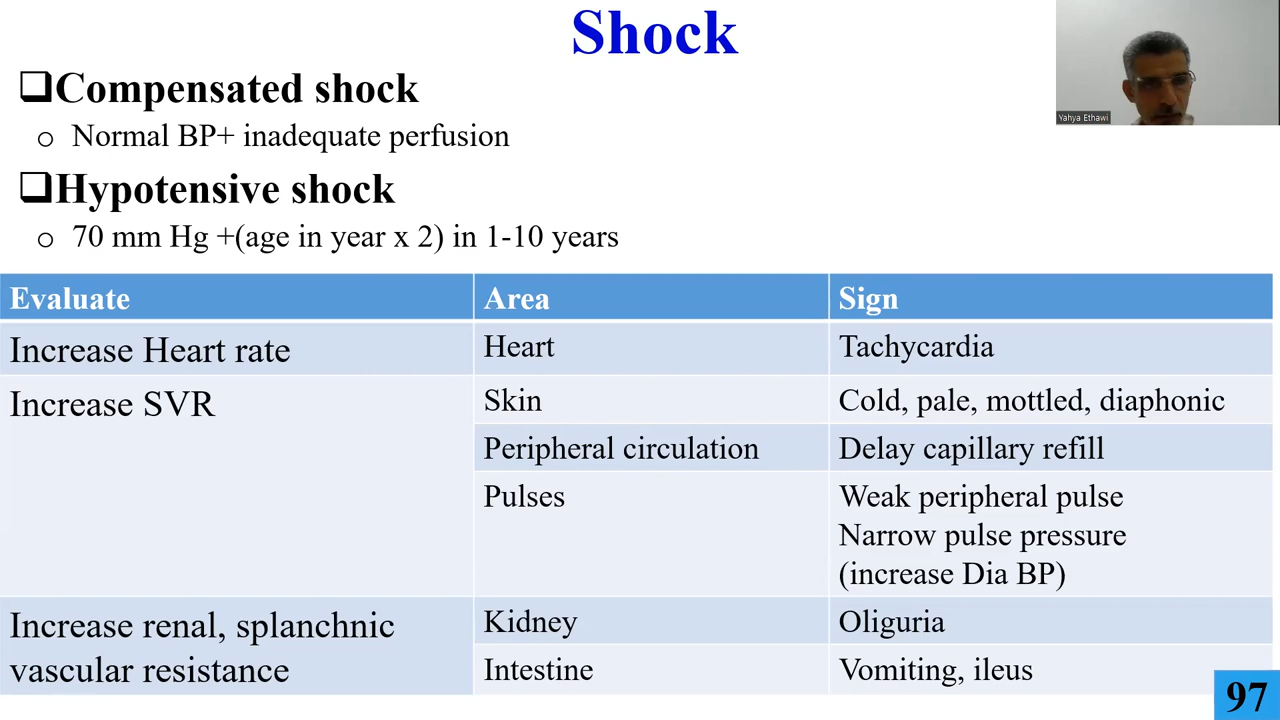 Shock
Yahya Ethawi
❑Compensated shock
o Normal BP+ inadequate perfusion
❑Hypotensive shock
o 70 mm Hg +(age in year x 2) in 1-10 years
Evaluate Area Sign
Increase Heart rate Heart Tachycardia
Increase SVR Skin Cold, pale, mottled, diaphonic
Peripheral circulation Delay capillary refill
Pulses Weak peripheral pulse
Narrow pulse pressure
(increase Dia BP)
Increase renal, splanchnic
vascular resistance
Kidney Oliguria
Intestine Vomiting, ileus
97